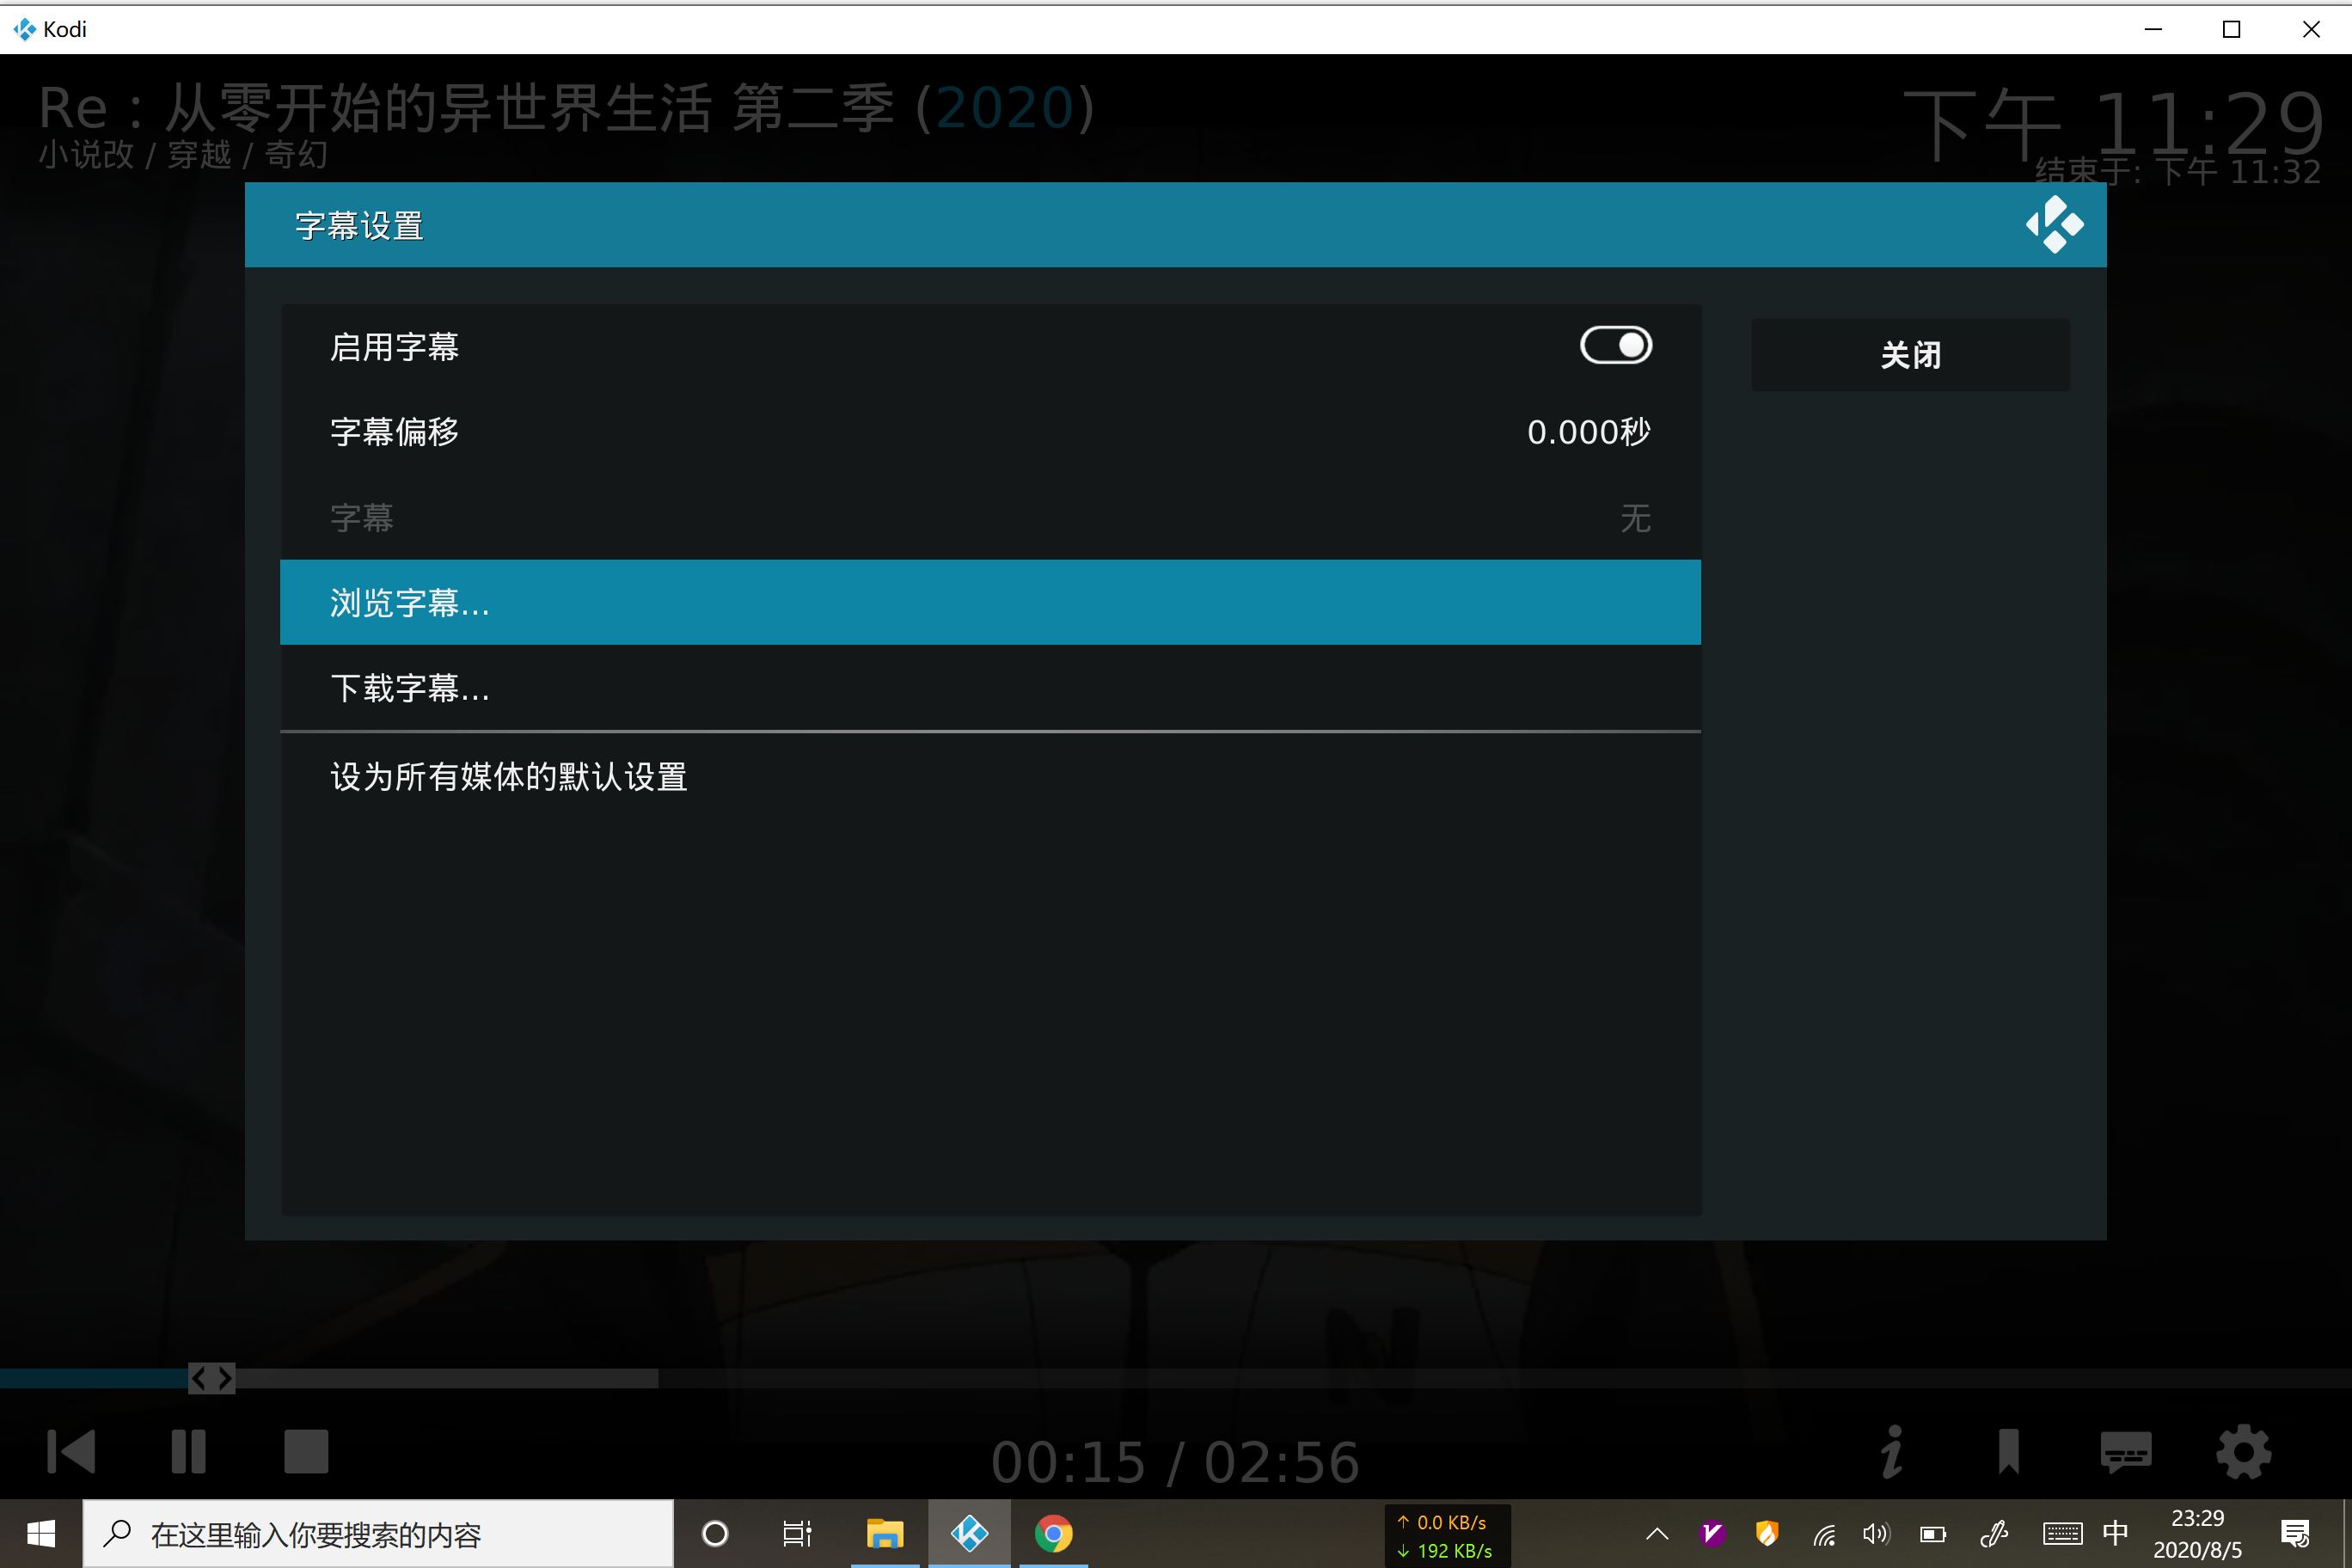 Kodi
Re：从零开始的异世界生活 第二季 (2020)
下午 11:29
小说改 / 穿越 / 奇幻
结束于: 下午 11:32
字幕设置
启用字幕
关闭
字幕偏移 0.000秒
字幕 无
浏览字幕...
下载字幕...
设为所有媒体的默认设置
N
00:15 / 02:56
在这里输入你要搜索的内容
↑ 0.0 KB/s
↓ 192 KB/s
中
23:29
2020/8/5